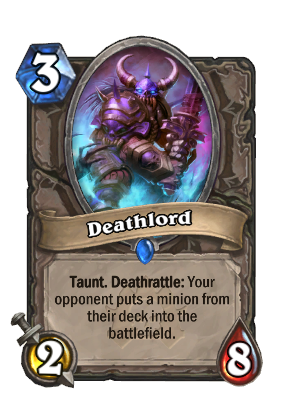 3
Deathlord
Taunt. Deathrattle: Your
opponent puts a minion from
their deck into the
battlefield.
2
8